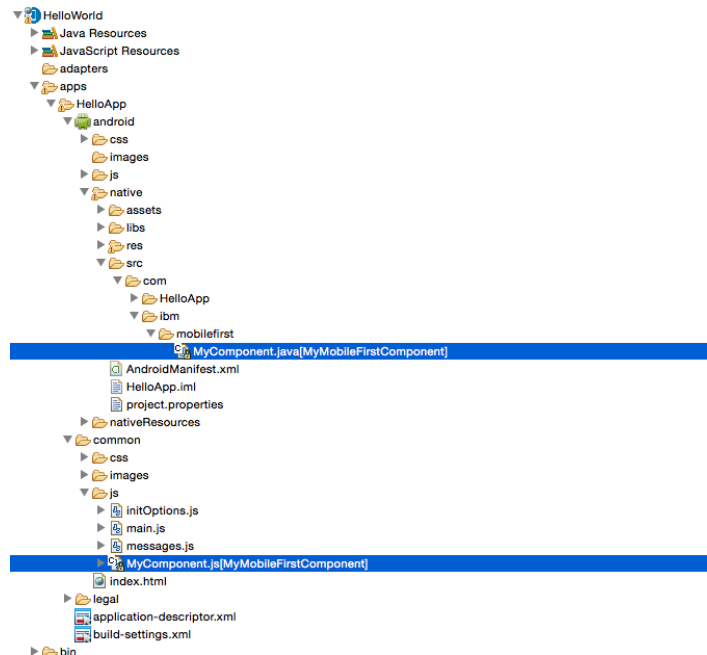 HelloWorld
Java Resources
JavaScript Resources
adapters
apps
HelloApp
android
css
images
js
native
assets
libs
res
src
com
HelloApp
ibm
mobilefirst
MyComponent.java[MyMobileFirstComponent]
AndroidManifest.xml
HelloApp.iml
project.properties
nativeResources
common
css
images
js
initOptions.js
main.js
messages.js
MyComponent.js[MyMobileFirstComponent]
index.html
legal
application-descriptor.xml
build-settings.xml
bin